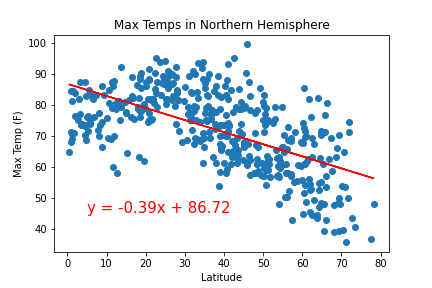 Max Temps in Northern Hemisphere
Max Temp (F)
100
90
80
70
60
50
40
y = -0.39x + 86.72
0 10 20 30 40 50 60 70 80
Latitude